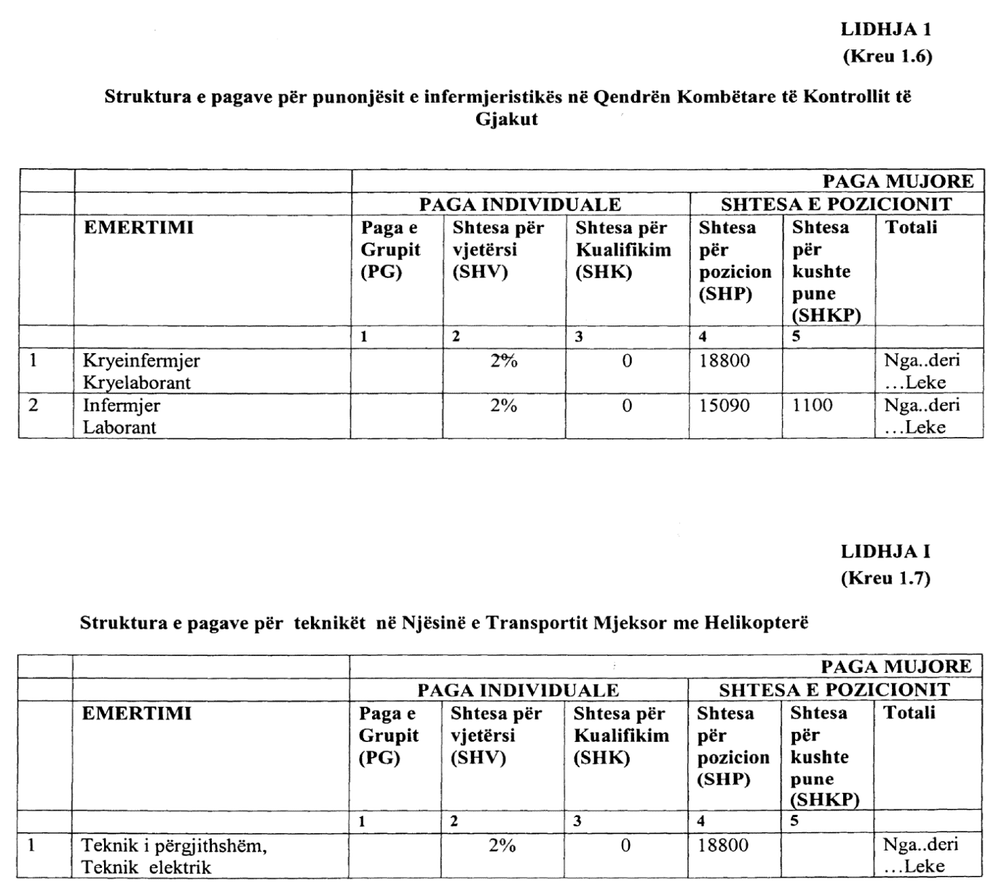 LIDHJA 1
(Kreu 1.6)
Struktura e pagave për punonjësit e infermjeristikës në Qendrën Kombëtare të Kontrollit të
Gjakut
PAGA MUJORE
PAGA INDIVIDUALE SHTESA E POZICIONIT
EMERTIMI Paga e Shtesa për Shtesa për Shtesa Shtesa Totali
Grupit vjetërsi Kualifikim për për
(PG) (SHV) (SHK) pozicion kushte
(SHP) pune
(SHKP)
1 2 3 4 5
1 Kryeinfermjer 2% 0 18800 Nga..deri
Kryelaborant ...Leke
2 Infermjer 2% 0 15090 1100 Nga..deri
Laborant ...Leke
LIDHJA I
(Kreu 1.7)
Struktura e pagave për teknikët në Njësinë e Transportit Mjeksor me Helikopterë
PAGA MUJORE
PAGA INDIVIDUALE SHTESA E POZICIONIT
EMERTIMI Paga e Shtesa për Shtesa për Shtesa Shtesa Totali
Grupit vjetërsi Kualifikim për për
(PG) (SHV) (SHK) pozicion kushte
(SHP) pune
(SHKP)
1 2 3 4 5
1 Teknik i përgjithshëm, 2% 0 18800 Nga..deri
Teknik elektrik ...Leke